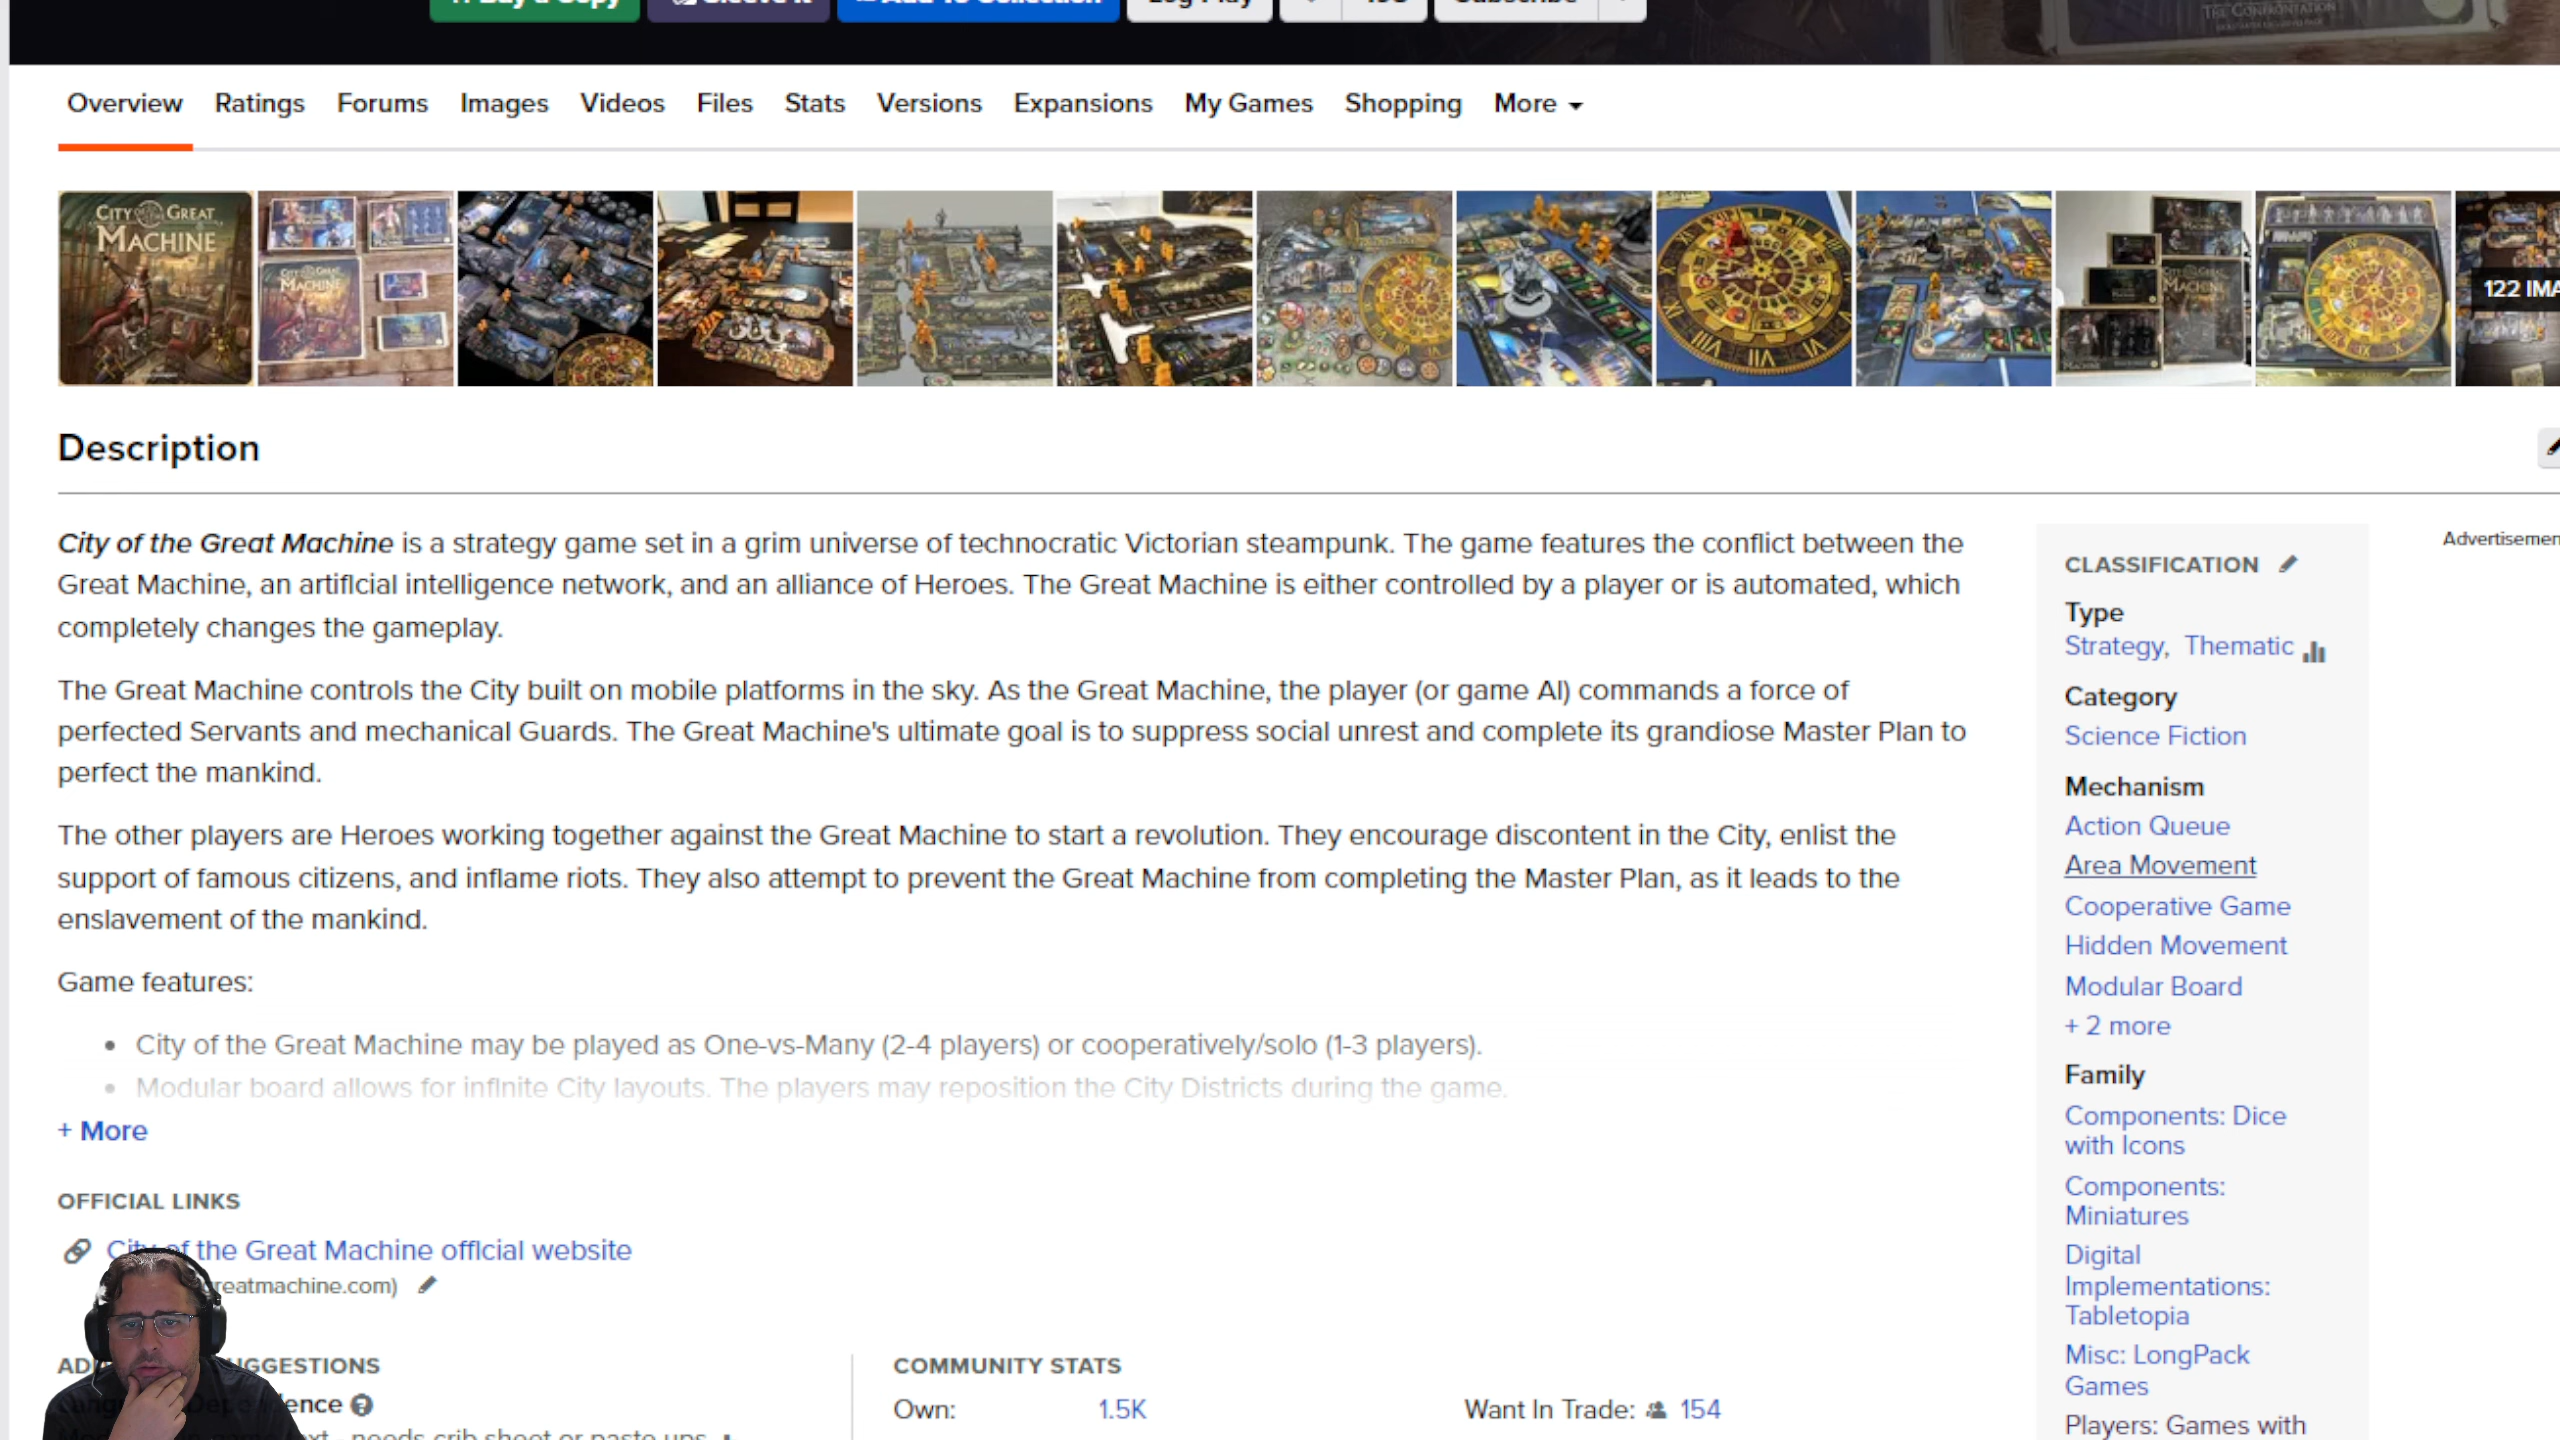 Overview Ratings Forums Images Videos Files Stats Versions Expansions My Games Shopping More
CITY OF THE GREAT
MACHINE
122 IMA
Description
City of the Great Machine is a strategy game set in a grim universe of technocratic Victorian steampunk. The game features the conflict between the
Great Machine, an artificial intelligence network, and an alliance of Heroes. The Great Machine is either controlled by a player or is automated, which
completely changes the gameplay.
The Great Machine controls the City built on mobile platforms in the sky. As the Great Machine, the player (or game AI) commands a force of
perfected Servants and mechanical Guards. The Great Machine's ultimate goal is to suppress social unrest and complete its grandiose Master Plan to
perfect the mankind.
The other players are Heroes working together against the Great Machine to start a revolution. They encourage discontent in the City, enlist the
support of famous citizens, and inflame riots. They also attempt to prevent the Great Machine from completing the Master Plan, as it leads to the
enslavement of the mankind.
Game features:
• City of the Great Machine may be played as One-vs-Many (2-4 players) or cooperatively/solo (1-3 players).
• Modular board allows for infinite City layouts. The players may reposition the City Districts during the game.
+ More
OFFICIAL LINKS
City of the Great Machine official website
greatmachine.com)
UGGESTIONS
COMMUNITY STATS
Own: 1.5K
Want In Trade: 154
Advertisemen
CLASSIFICATION
Type
Strategy, Thematic
Category
Science Fiction
Mechanism
Action Queue
Area Movement
Cooperative Game
Hidden Movement
Modular Board
+ 2 more
Family
Components: Dice
with Icons
Components:
Miniatures
Digital
Implementations:
Tabletopia
Misc: LongPack
Games
Players: Games with